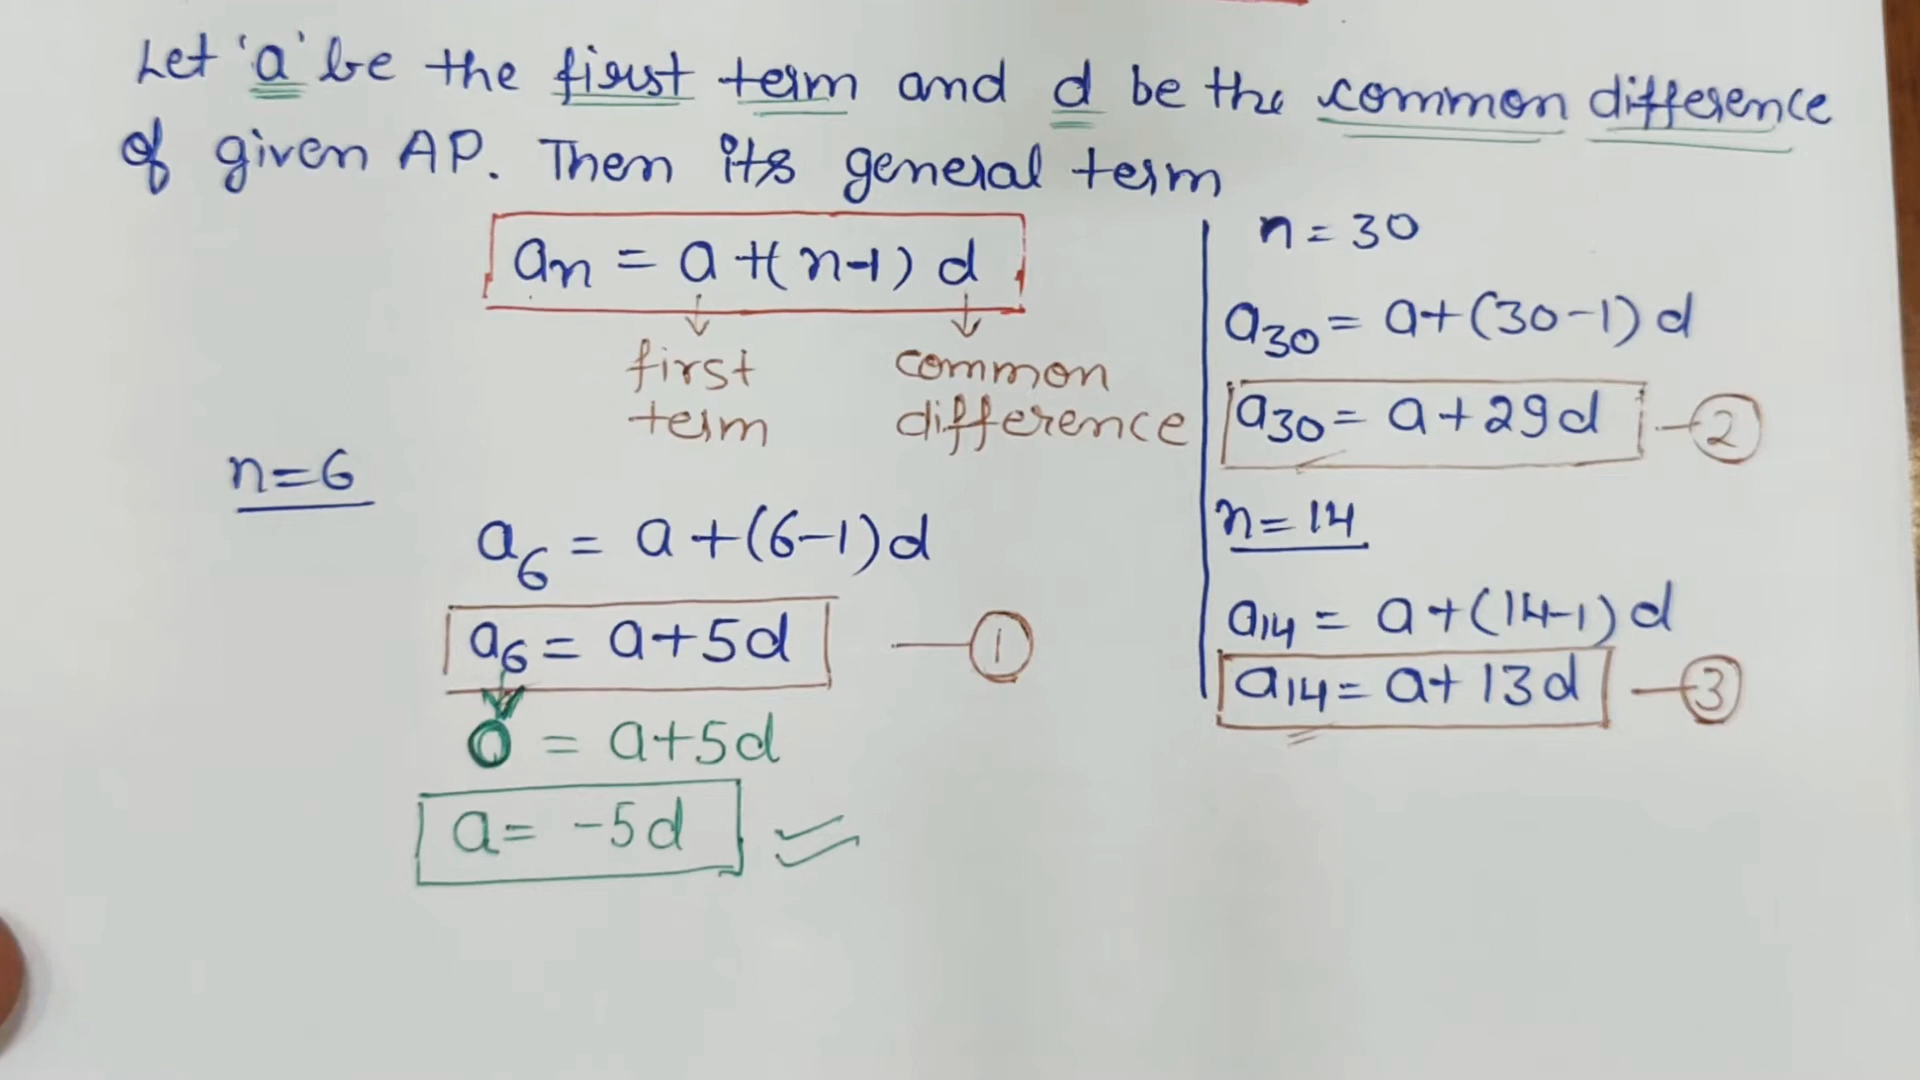 Let 'a' be the first term and d be the common difference
of given AP. Then its general term
an = a+(n-1) d
first
term
common
difference
n=6
a6 = a+(6-1)d
a6 = a+5d — 1
0 = a+5d
a= -5d
n=30
a30= a+(30-1)d
a30= a+29d — 2
n=14
a14= a+(14-1)d
a14= a+13d — 3